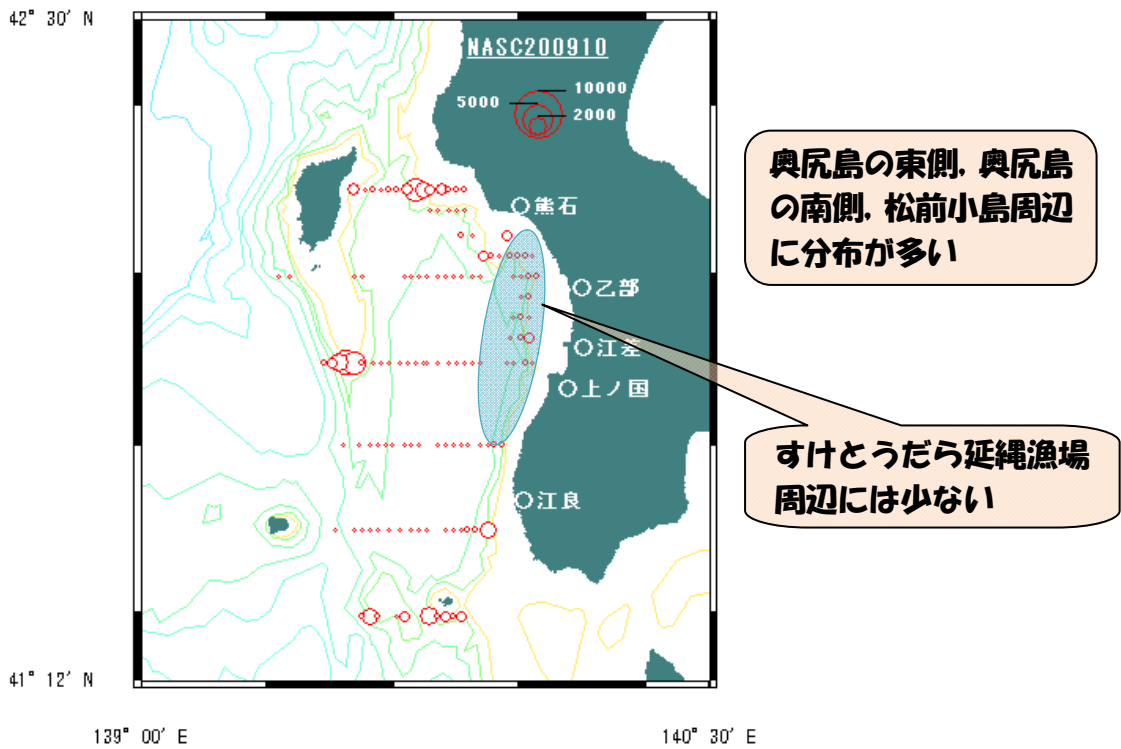 42° 30′ N
NASC200910
10000
5000
2000
奥尻島の東側，奥尻島
の南側，松前小島周辺
に分布が多い
熊石
乙部
江差
上ノ国
すけとうだら延縄漁場
周辺には少ない
江良
41° 12′ N
139° 00′ E
140° 30′ E